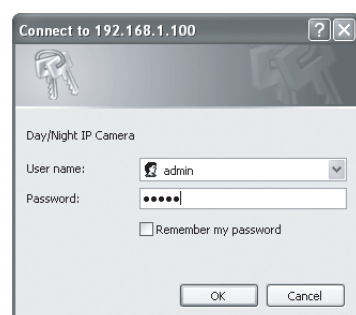 Connect to 192.168.1.100
Day/Night IP Camera
User name: admin
Password: •••••
Remember my password
OK Cancel